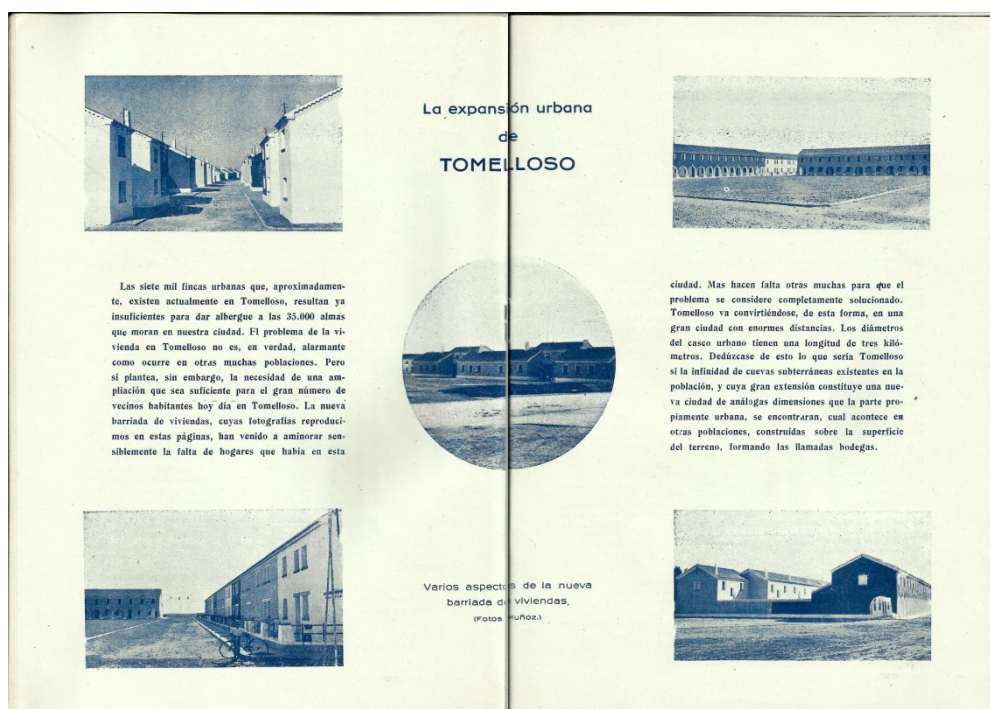 La expansión urbana
de
TOMELLOSO
Las siete mil fincas urbanas que, aproximadamen-
te, existen actualmente en Tomelloso, resultan ya
insuficientes para dar albergue a las 35.000 almas
que moran en nuestra ciudad. El problema de la vi-
vienda en Tomelloso no es, en verdad, alarmante
como ocurre en otras muchas poblaciones. Pero
sí plantea, sin embargo, la necesidad de una am-
pliación que sea suficiente para el gran número de
vecinos habitantes hoy día en Tomelloso. La nueva
barriada de viviendas, cuyas fotografías reproduci-
mos en estas páginas, han venido a aminorar sen-
siblemente la falta de hogares que había en esta
ciudad. Mas hacen falta otras muchas para que el
problema se considere completamente solucionado.
Tomelloso va convirtiéndose, de esta forma, en una
gran ciudad con enormes distancias. Los diámetros
del casco urbano tienen una longitud de tres kiló-
metros. Dedúzcase de esto lo que sería Tomelloso
si la infinidad de cuevas subterráneas existentes en la
población, y cuya gran extensión constituye una nue-
va ciudad de análogas dimensiones que la parte pro-
piamente urbana, se encontraran, cual acontece en
otras poblaciones, construídas sobre la superficie
del terreno, formando las llamadas bodegas.
Varios aspectos de la nueva
barriada de viviendas.
(Fotos Muñoz.)